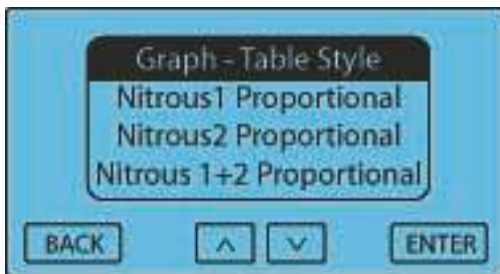 Graph - Table Style
Nitrous1 Proportional
Nitrous2 Proportional
Nitrous 1+2 Proportional
BACK ^ v ENTER